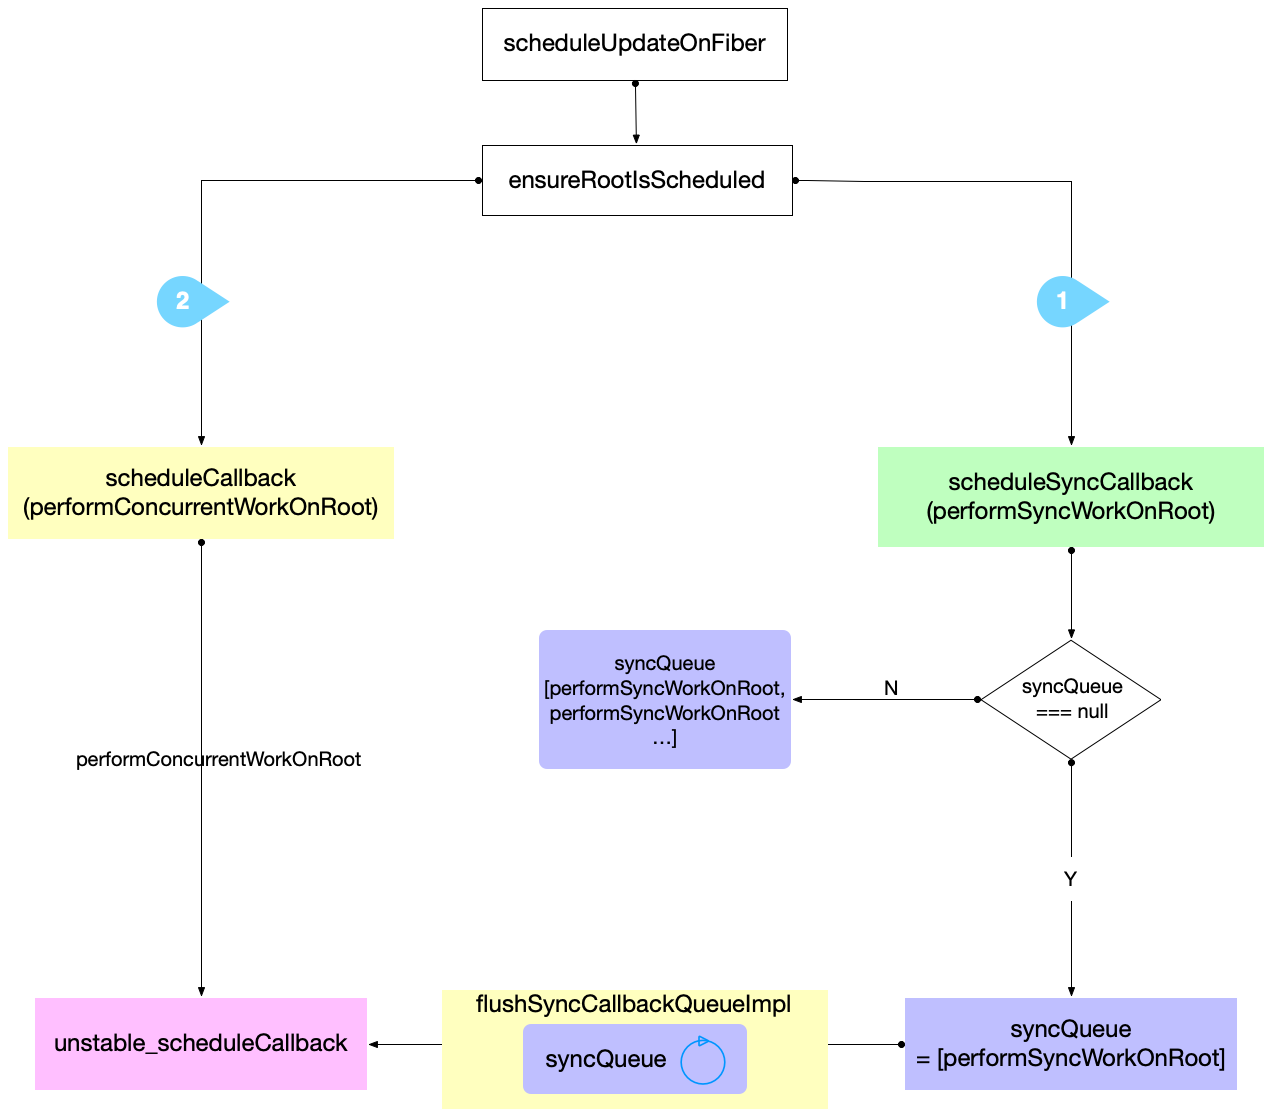 scheduleUpdateOnFiber
ensureRootIsScheduled
2
1
scheduleCallback
(performConcurrentWorkOnRoot)
scheduleSyncCallback
(performSyncWorkOnRoot)
syncQueue
[performSyncWorkOnRoot,
performSyncWorkOnRoot
...]
N
syncQueue
=== null
performConcurrentWorkOnRoot
Y
unstable_scheduleCallback
flushSyncCallbackQueueImpl
syncQueue
syncQueue
= [performSyncWorkOnRoot]